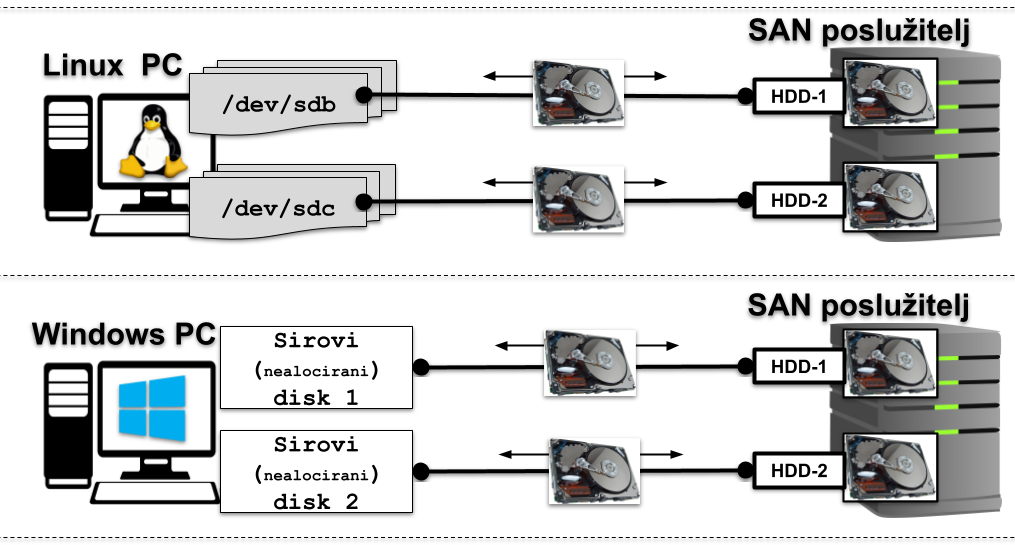 SAN poslužitelj
Linux PC
/dev/sdb
HDD-1
/dev/sdc
HDD-2
SAN poslužitelj
Windows PC
Sirovi
(nealocirani)
disk 1
HDD-1
Sirovi
(nealocirani)
disk 2
HDD-2